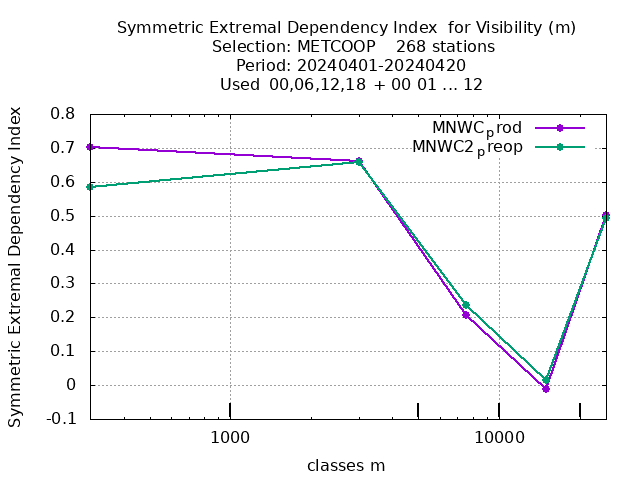 Symmetric Extremal Dependency Index  for Visibility (m)
Selection: METCOOP    268 stations
Period: 20240401-20240420
Used  00,06,12,18 + 00 01 ... 12
MNWCprod
MNWC2preop
Symmetric Extremal Dependency Index
0.8
0.7
0.6
0.5
0.4
0.3
0.2
0.1
0
-0.1
1000 10000
classes m